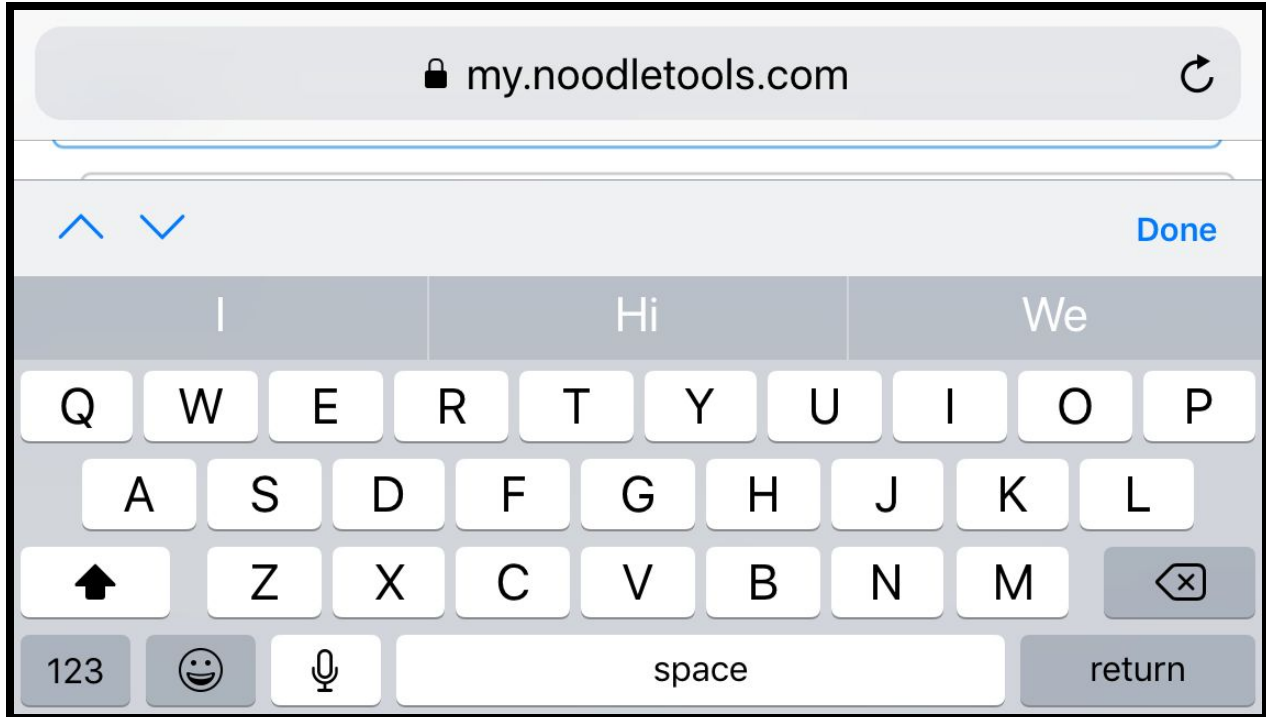 my.noodletools.com
Done
I Hi We
Q W E R T Y U I O P
A S D F G H J K L
Z X C V B N M
123 space return